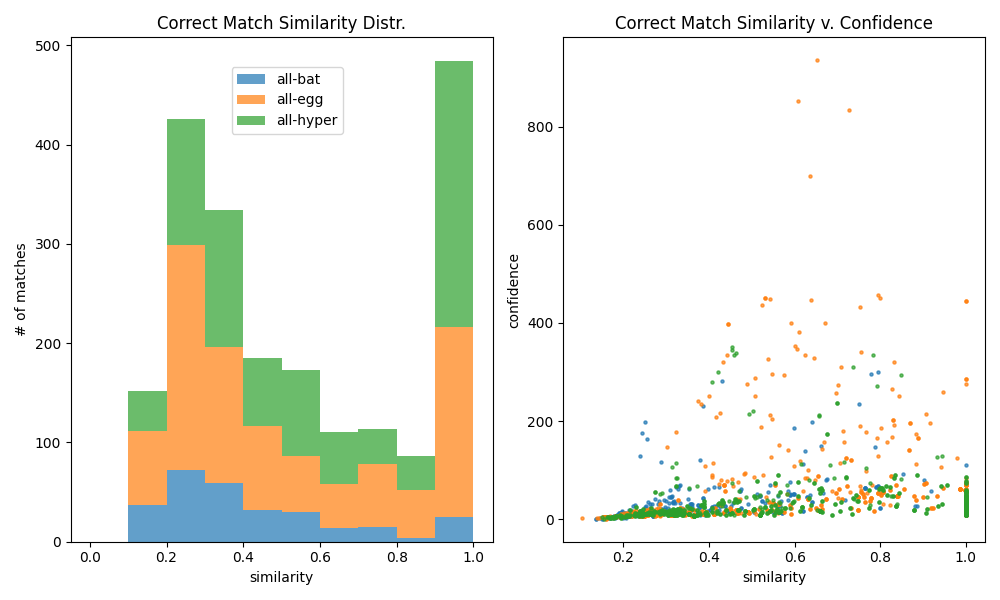 Correct Match Similarity Distr.
500
400
300
200
100
0
# of matches
all-bat
all-egg
all-hyper
0.0 0.2 0.4 0.6 0.8 1.0
similarity
Correct Match Similarity v. Confidence
800
600
400
200
0
confidence
0.2 0.4 0.6 0.8 1.0
similarity